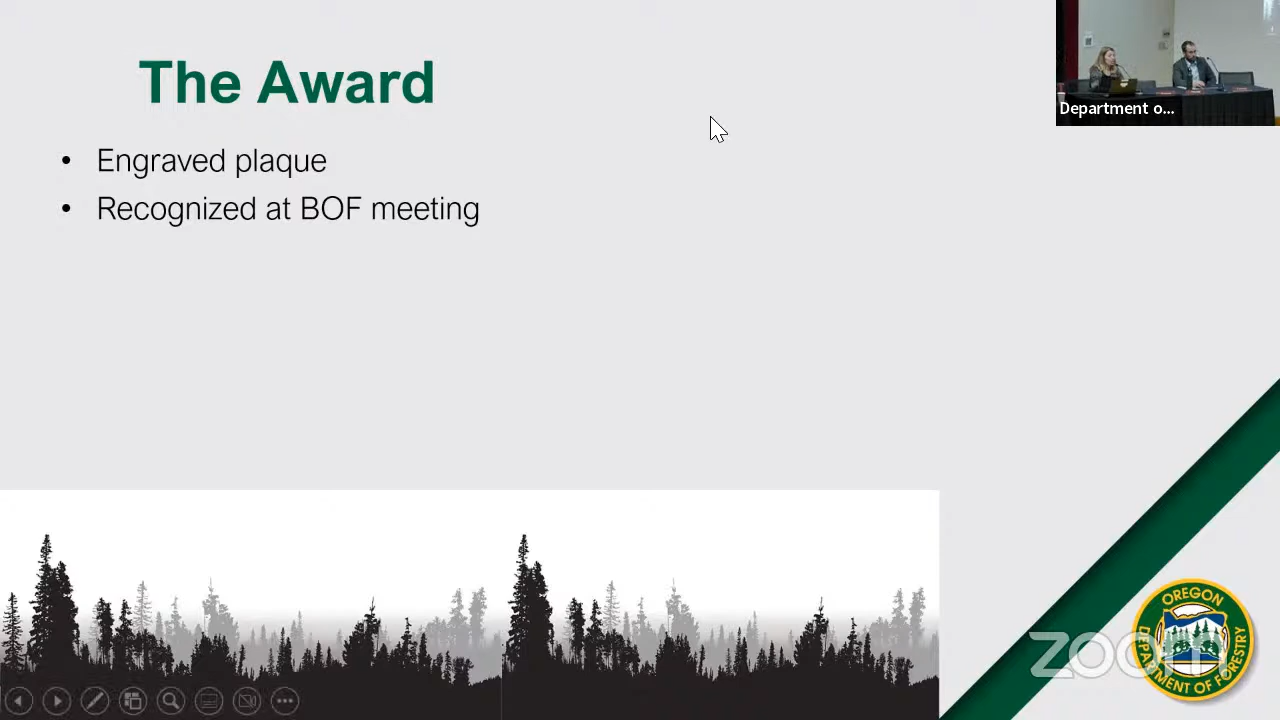 The Award
• Engraved plaque
• Recognized at BOF meeting
Department o...
zoom
OREGON
DEPARTMENT OF FORESTRY